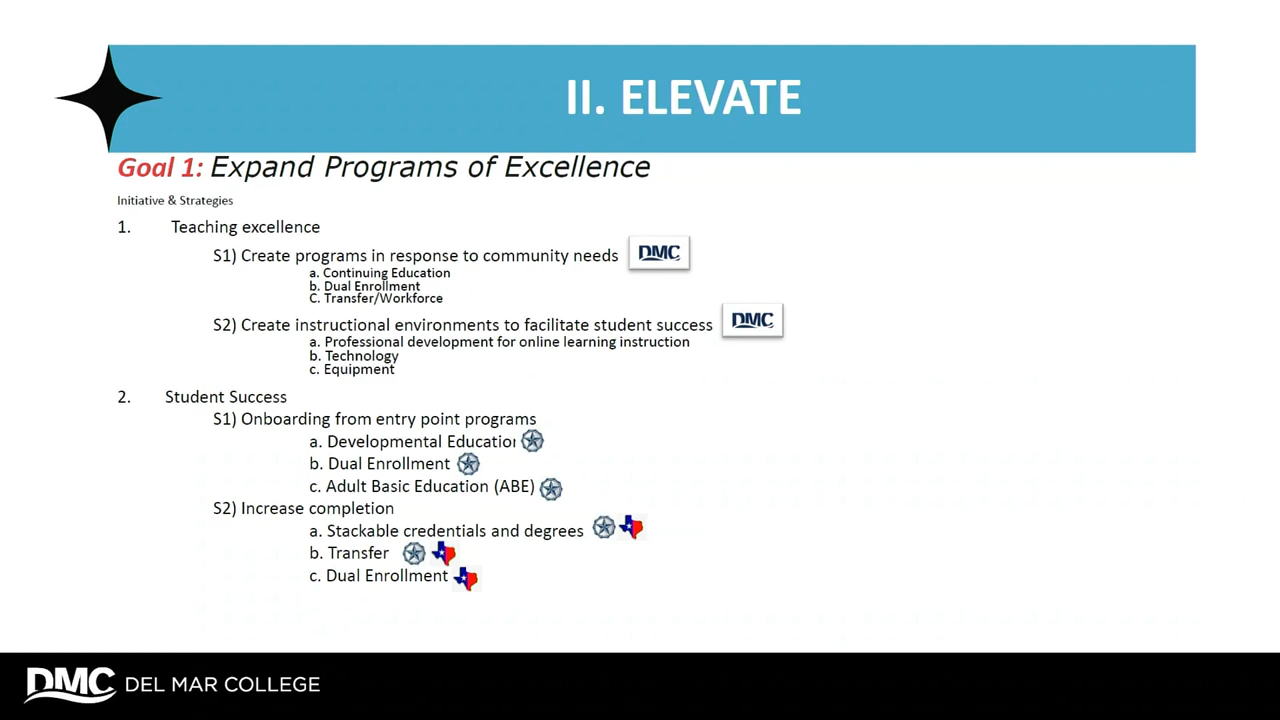 II. ELEVATE
Goal 1: Expand Programs of Excellence
Initiative & Strategies
1. Teaching excellence
S1) Create programs in response to community needs DMC
a. Continuing Education
b. Dual Enrollment
C. Transfer/Workforce
S2) Create instructional environments to facilitate student success DMC
a. Professional development for online learning instruction
b. Technology
c. Equipment
2. Student Success
S1) Onboarding from entry point programs
a. Developmental Education
b. Dual Enrollment
c. Adult Basic Education (ABE)
S2) Increase completion
a. Stackable credentials and degrees
b. Transfer
c. Dual Enrollment
DMC DEL MAR COLLEGE